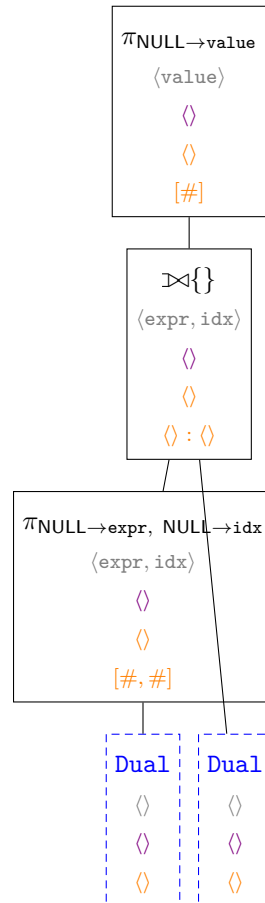 πNULL→value
⟨value⟩
⟨⟩
⟨⟩
[#]
⟕{}
⟨expr, idx⟩
⟨⟩
⟨⟩
⟨⟩ : ⟨⟩
πNULL→expr, NULL→idx
⟨expr, idx⟩
⟨⟩
⟨⟩
[#, #]
Dual Dual
⟨⟩ ⟨⟩
⟨⟩ ⟨⟩
⟨⟩ ⟨⟩